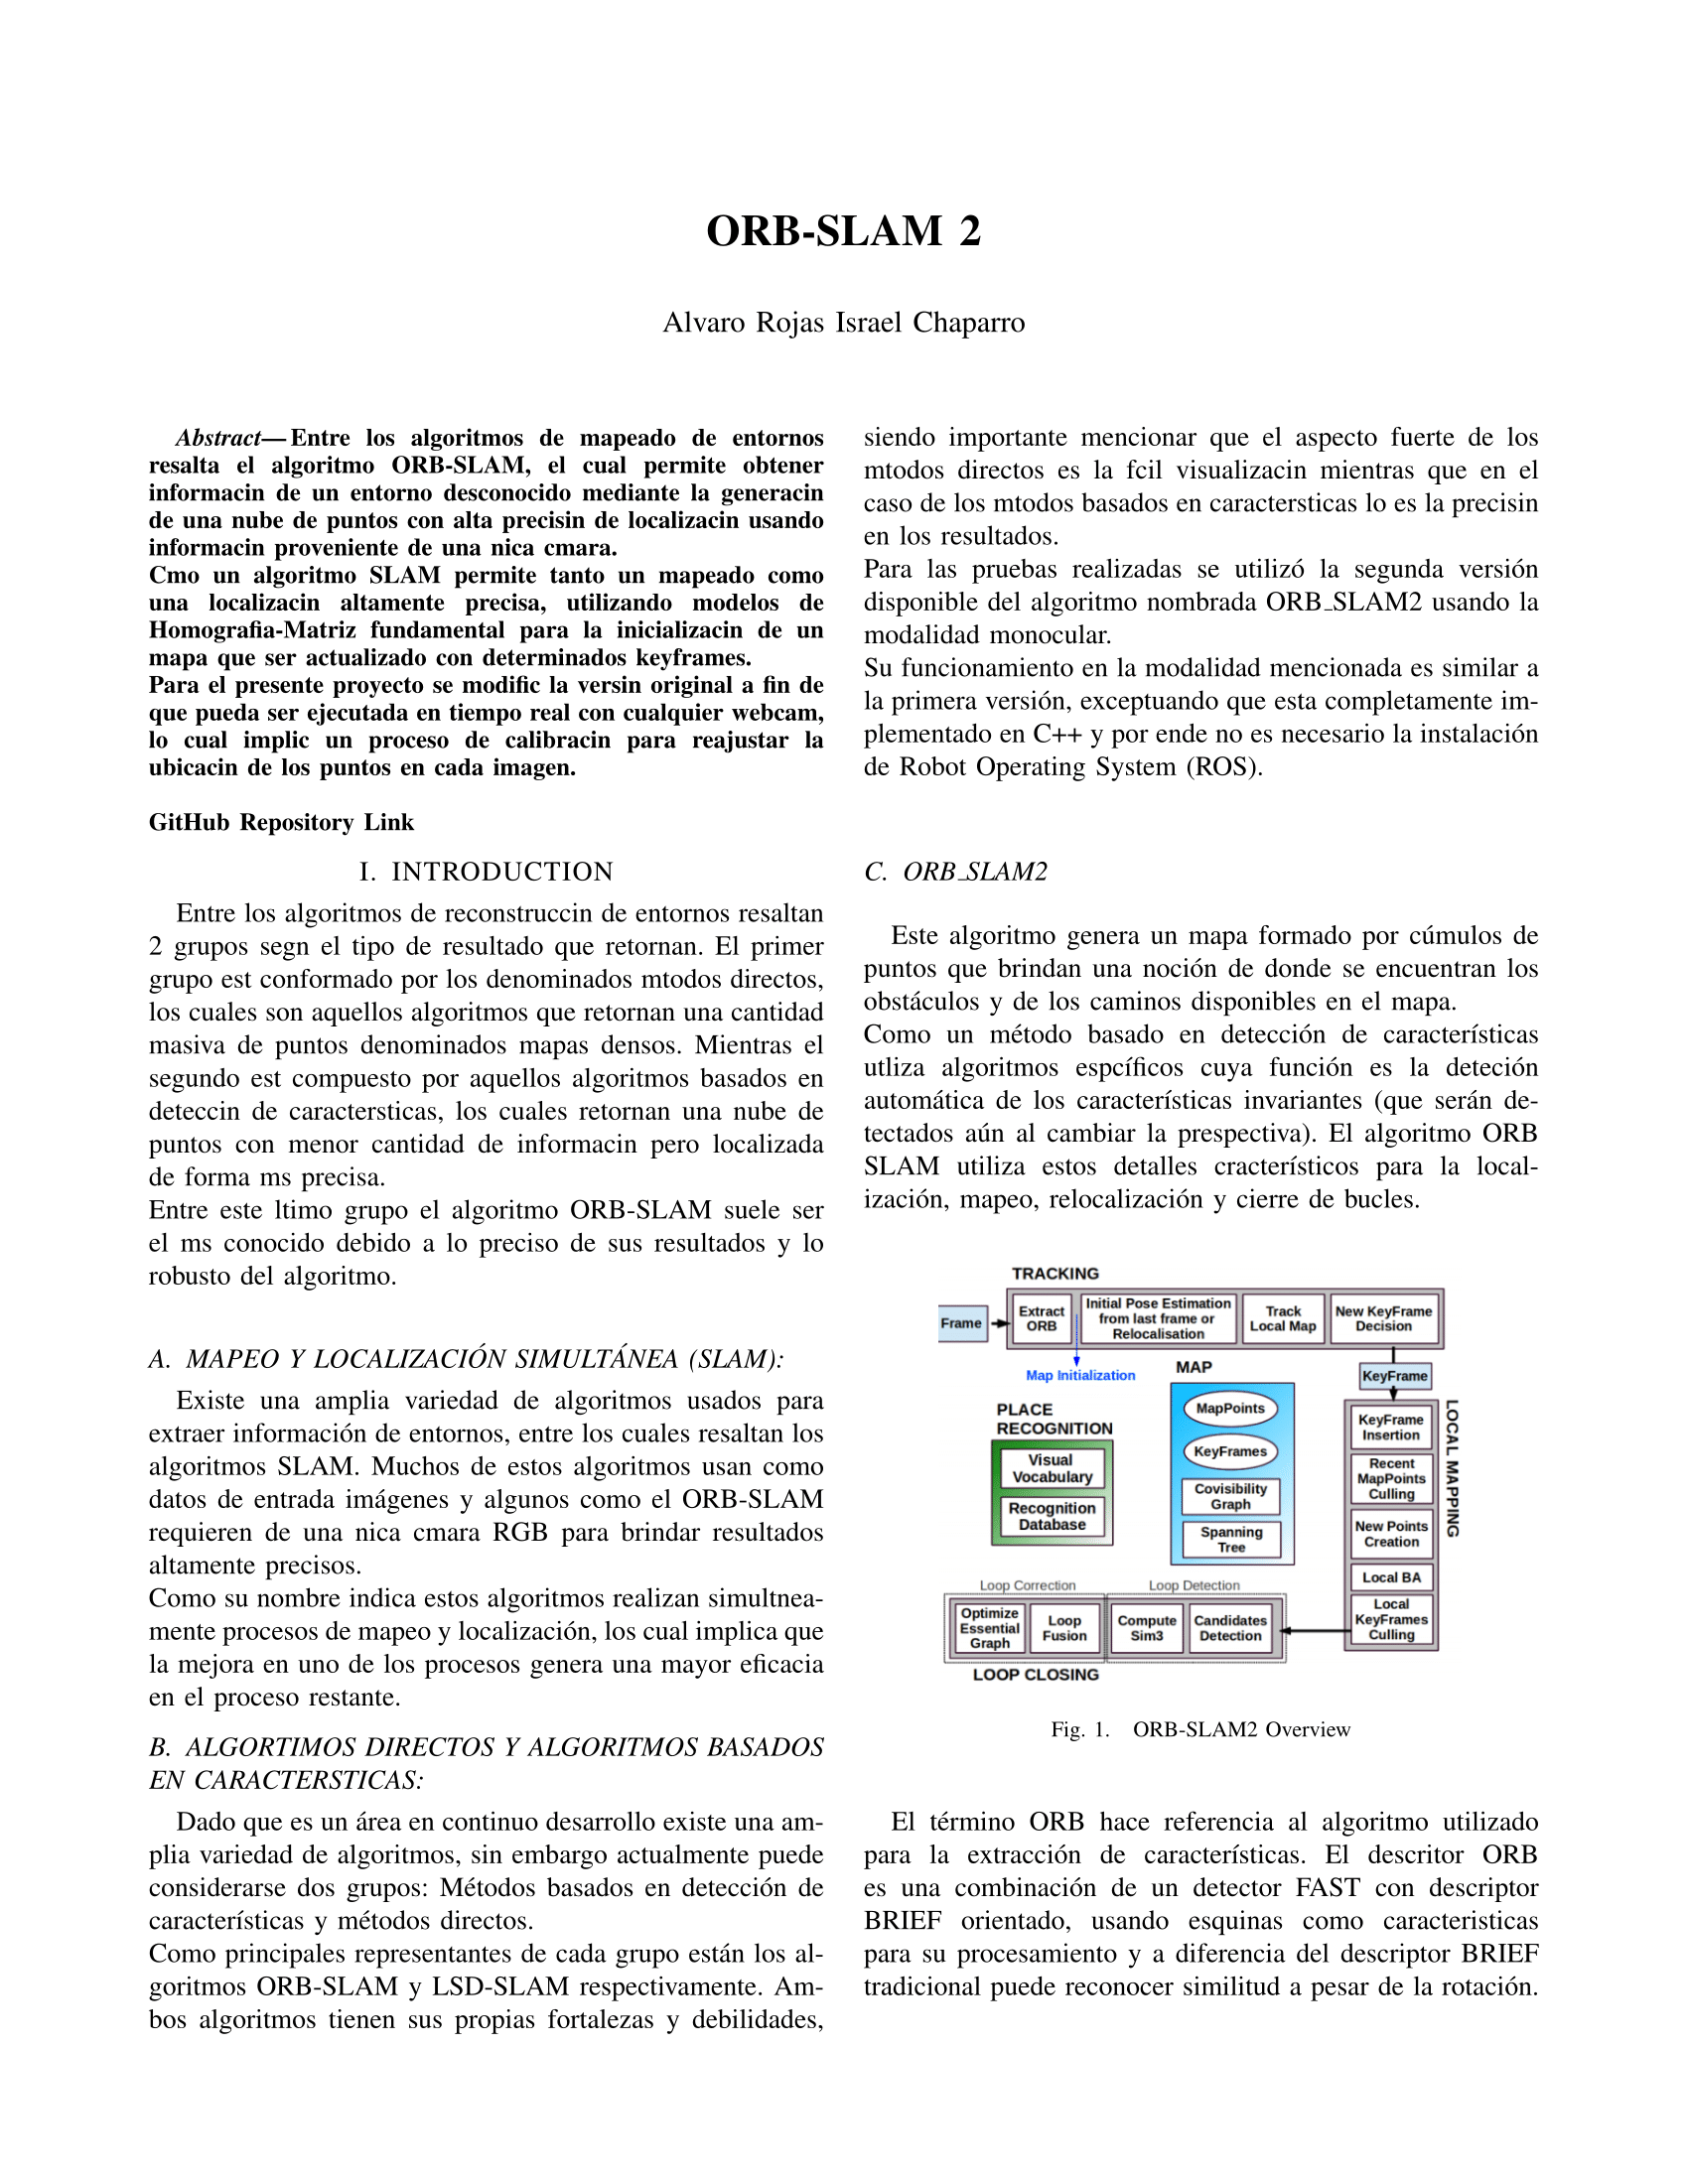 ORB-SLAM 2
Alvaro Rojas Israel Chaparro
Abstract— Entre los algoritmos de mapeado de entornos
resalta el algoritmo ORB-SLAM, el cual permite obtener
informacin de un entorno desconocido mediante la generacin
de una nube de puntos con alta precisin de localizacin usando
informacin proveniente de una nica cmara.
Cmo un algoritmo SLAM permite tanto un mapeado como
una localizacin altamente precisa, utilizando modelos de
Homografia-Matriz fundamental para la inicializacin de un
mapa que ser actualizado con determinados keyframes.
Para el presente proyecto se modific la versin original a fin de
que pueda ser ejecutada en tiempo real con cualquier webcam,
lo cual implic un proceso de calibracin para reajustar la
ubicacin de los puntos en cada imagen.
GitHub Repository Link
I. INTRODUCTION
Entre los algoritmos de reconstruccin de entornos resaltan
2 grupos segn el tipo de resultado que retornan. El primer
grupo est conformado por los denominados mtodos directos,
los cuales son aquellos algoritmos que retornan una cantidad
masiva de puntos denominados mapas densos. Mientras el
segundo est compuesto por aquellos algoritmos basados en
deteccin de caractersticas, los cuales retornan una nube de
puntos con menor cantidad de informacin pero localizada
de forma ms precisa.
Entre este ltimo grupo el algoritmo ORB-SLAM suele ser
el ms conocido debido a lo preciso de sus resultados y lo
robusto del algoritmo.
A. MAPEO Y LOCALIZACIÓN SIMULTÁNEA (SLAM):
Existe una amplia variedad de algoritmos usados para
extraer información de entornos, entre los cuales resaltan los
algoritmos SLAM. Muchos de estos algoritmos usan como
datos de entrada imágenes y algunos como el ORB-SLAM
requieren de una nica cmara RGB para brindar resultados
altamente precisos.
Como su nombre indica estos algoritmos realizan simultnea-
mente procesos de mapeo y localización, los cual implica que
la mejora en uno de los procesos genera una mayor eficacia
en el proceso restante.
B. ALGORTIMOS DIRECTOS Y ALGORITMOS BASADOS
EN CARACTERSTICAS:
Dado que es un área en continuo desarrollo existe una am-
plia variedad de algoritmos, sin embargo actualmente puede
considerarse dos grupos: Métodos basados en detección de
características y métodos directos.
Como principales representantes de cada grupo están los al-
goritmos ORB-SLAM y LSD-SLAM respectivamente. Am-
bos algoritmos tienen sus propias fortalezas y debilidades,
siendo importante mencionar que el aspecto fuerte de los
mtodos directos es la fcil visualizacin mientras que en el
caso de los mtodos basados en caractersticas lo es la precisin
en los resultados.
Para las pruebas realizadas se utilizó la segunda versión
disponible del algoritmo nombrada ORB_SLAM2 usando la
modalidad monocular.
Su funcionamiento en la modalidad mencionada es similar a
la primera versión, exceptuando que esta completamente im-
plementado en C++ y por ende no es necesario la instalación
de Robot Operating System (ROS).
C. ORB_SLAM2
Este algoritmo genera un mapa formado por cúmulos de
puntos que brindan una noción de donde se encuentran los
obstáculos y de los caminos disponibles en el mapa.
Como un método basado en detección de características
utliza algoritmos espcíficos cuya función es la deteción
automática de los características invariantes (que serán de-
tectados aún al cambiar la prespectiva). El algoritmo ORB
SLAM utiliza estos detalles cracterísticos para la local-
ización, mapeo, relocalización y cierre de bucles.
TRACKING
Frame
Extract
ORB
Initial Pose Estimation
from last frame or
Relocalisation
Track
Local Map
New KeyFrame
Decision
Map Initialization
MAP
KeyFrame
PLACE
RECOGNITION
Visual
Vocabulary
Recognition
Database
MapPoints
KeyFrames
Covisibility
Graph
Spanning
Tree
LOCAL MAPPING
KeyFrame
Insertion
Recent
MapPoints
Culling
New Points
Creation
Local BA
Local
KeyFrames
Culling
Loop Correction
Loop Detection
Optimize
Essential
Graph
Loop
Fusion
Compute
Sim3
Candidates
Detection
LOOP CLOSING
Fig. 1. ORB-SLAM2 Overview
El término ORB hace referencia al algoritmo utilizado
para la extracción de características. El descritor ORB
es una combinación de un detector FAST con descriptor
BRIEF orientado, usando esquinas como caracteristicas
para su procesamiento y a diferencia del descriptor BRIEF
tradicional puede reconocer similitud a pesar de la rotación.